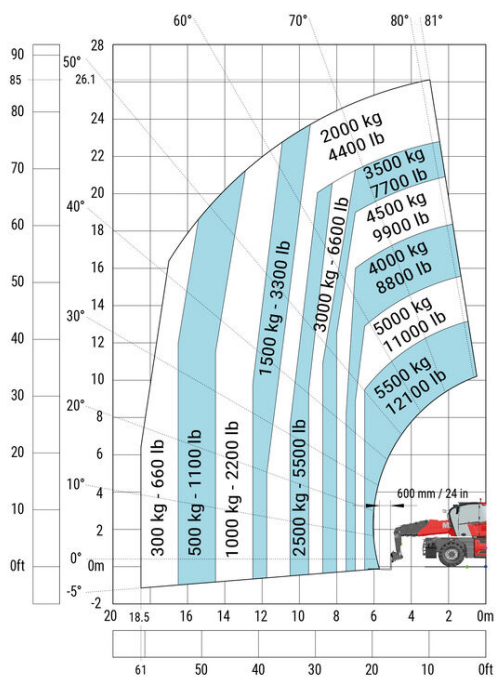 60° 70° 80° 81°
90 28
50°
85 26.1
80
24
2000 kg
4400 lb
70 22
3500 kg
7700 lb
20
40° 4500 kg
9900 lb
60 18
4000 kg
8800 lb
50 16
14
30°
5000 kg
11000 lb
40 12
10
5500 kg
12100 lb
30
20° 8
20 6
10° 4
10 2
0ft 0° 0m
-5° -2
300 kg - 660 lb
500 kg - 1100 lb
1000 kg - 2200 lb
1500 kg - 3300 lb
2500 kg - 5500 lb
3000 kg - 6600 lb
600 mm / 24 in
M
20 18.5 16 14 12 10 8 6 4 2 0m
61 50 40 30 20 10 0ft